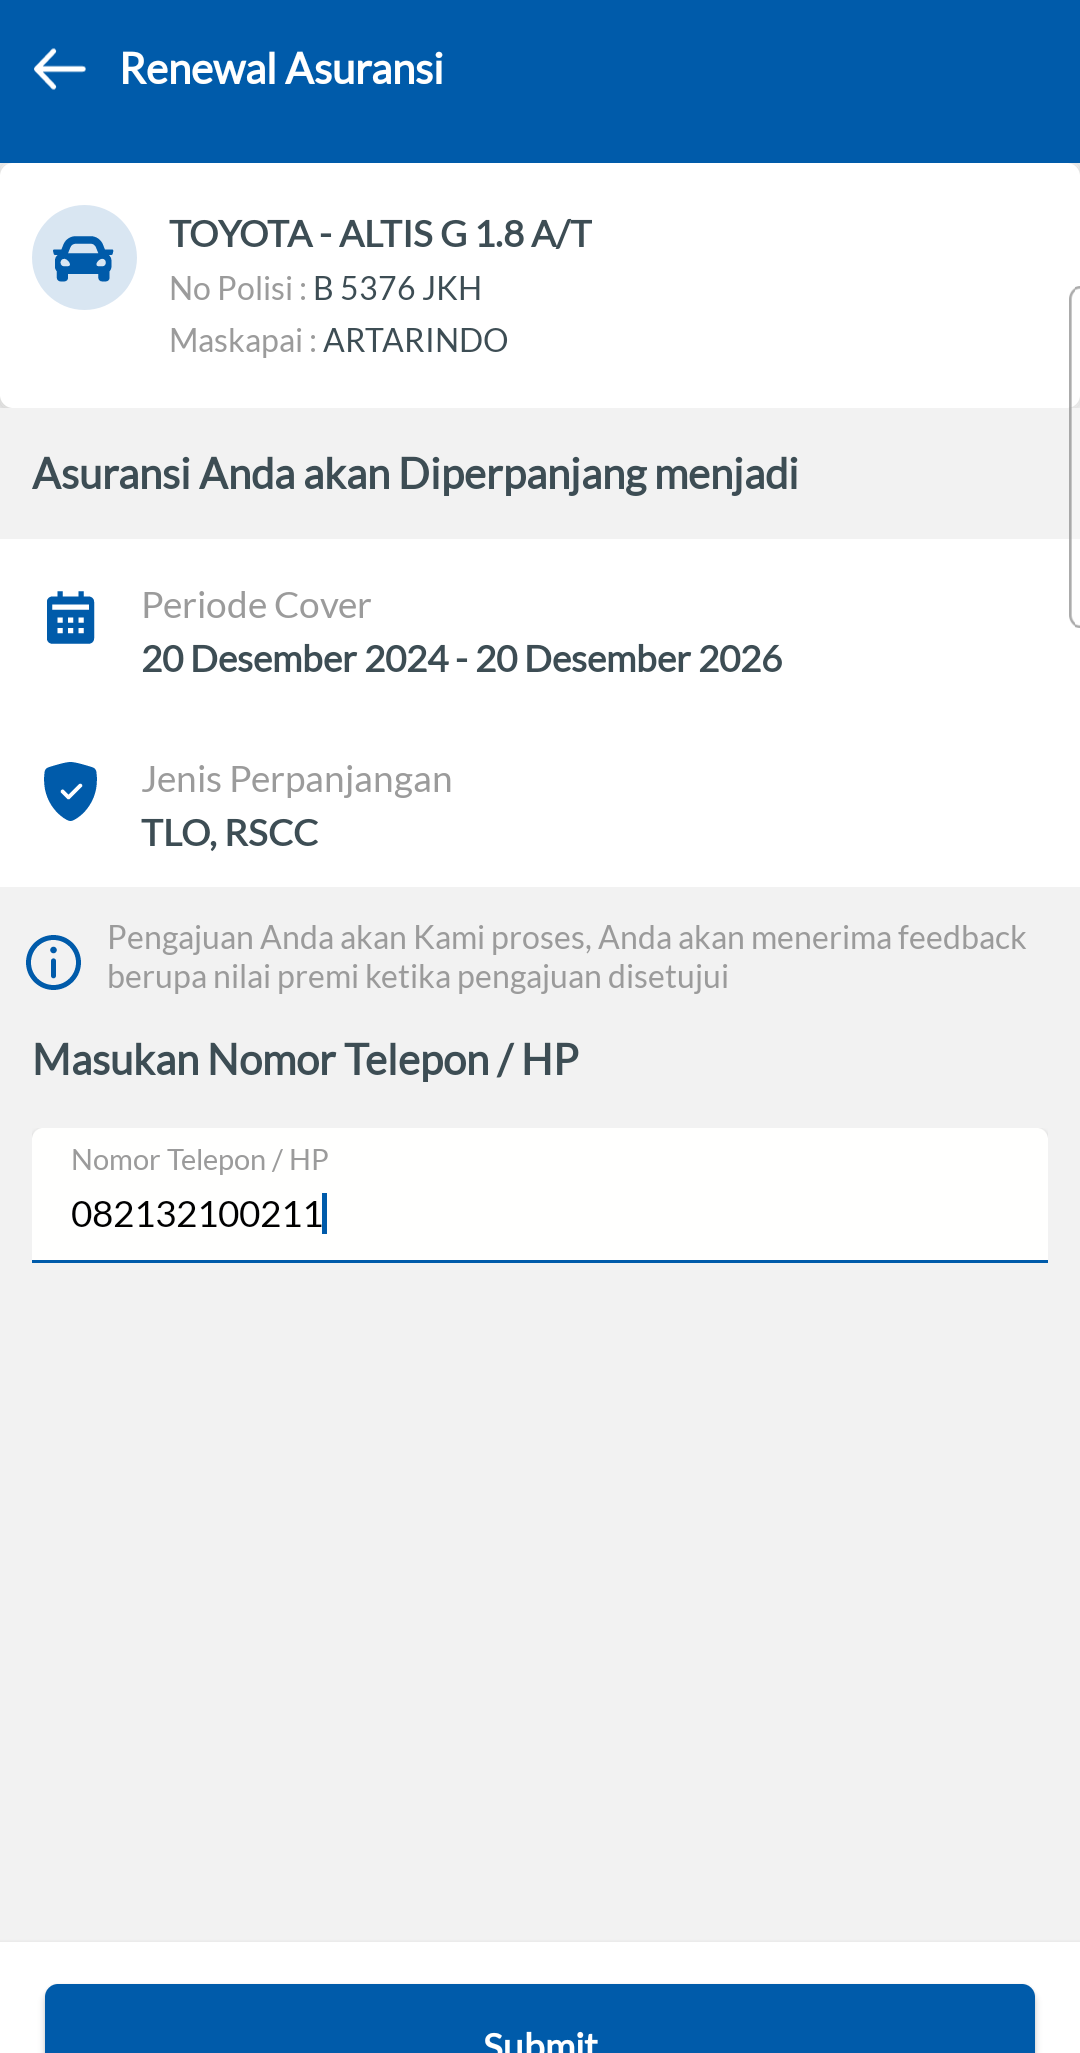 Renewal Asuransi
TOYOTA - ALTIS G 1.8 A/T
No Polisi : B 5376 JKH
Maskapai : ARTARINDO
Asuransi Anda akan Diperpanjang menjadi
Periode Cover
20 Desember 2024 - 20 Desember 2026
Jenis Perpanjangan
TLO, RSCC
Pengajuan Anda akan Kami proses, Anda akan menerima feedback
berupa nilai premi ketika pengajuan disetujui
Masukan Nomor Telepon / HP
Nomor Telepon / HP
082132100211
Submit